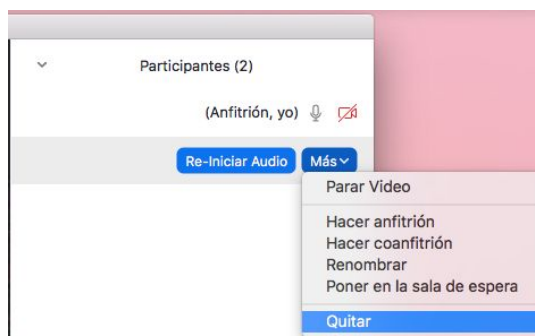 Participantes (2)
(Anfitrión, yo)
Re-Iniciar Audio Más
Parar Video
Hacer anfitrión
Hacer coanfitrión
Renombrar
Poner en la sala de espera
Quitar